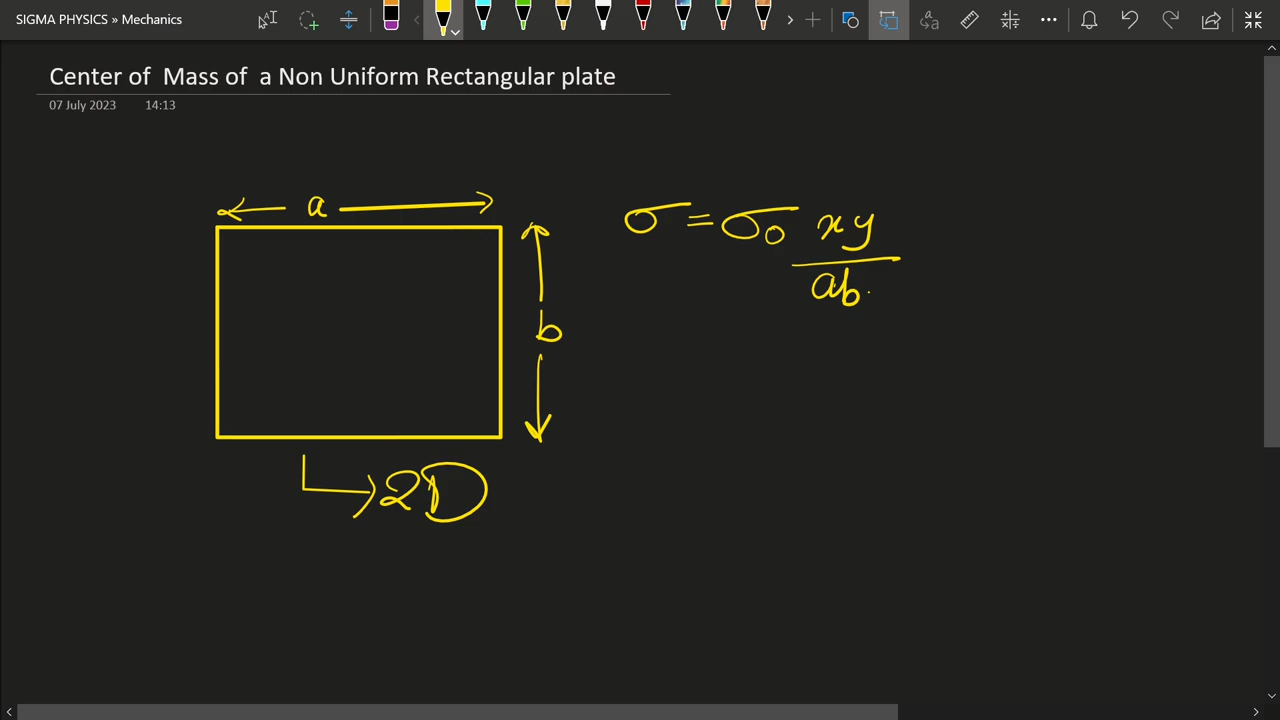 SIGMA PHYSICS » Mechanics
Center of Mass of a Non Uniform Rectangular plate
07 July 2023 14:13
a
σ = σ₀ xy
ab
b
2D